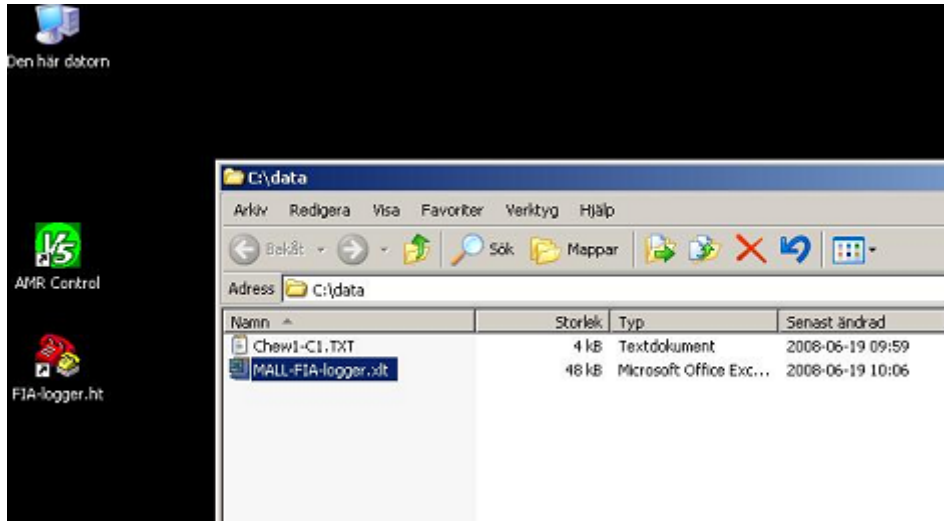 Den här datorn
C:\data
Arkiv Redigera Visa Favoriter Verktyg Hjälp
Bakåt Sök Mappar
AMR Control
Adress C:\data
Namn Storlek Typ Senast ändrad
Chew1-C1.TXT 4 kB Textdokument 2008-06-19 09:59
MALL-FIA-logger.xlt 48 kB Microsoft Office Exc... 2008-06-19 10:06
FIA-logger.ht